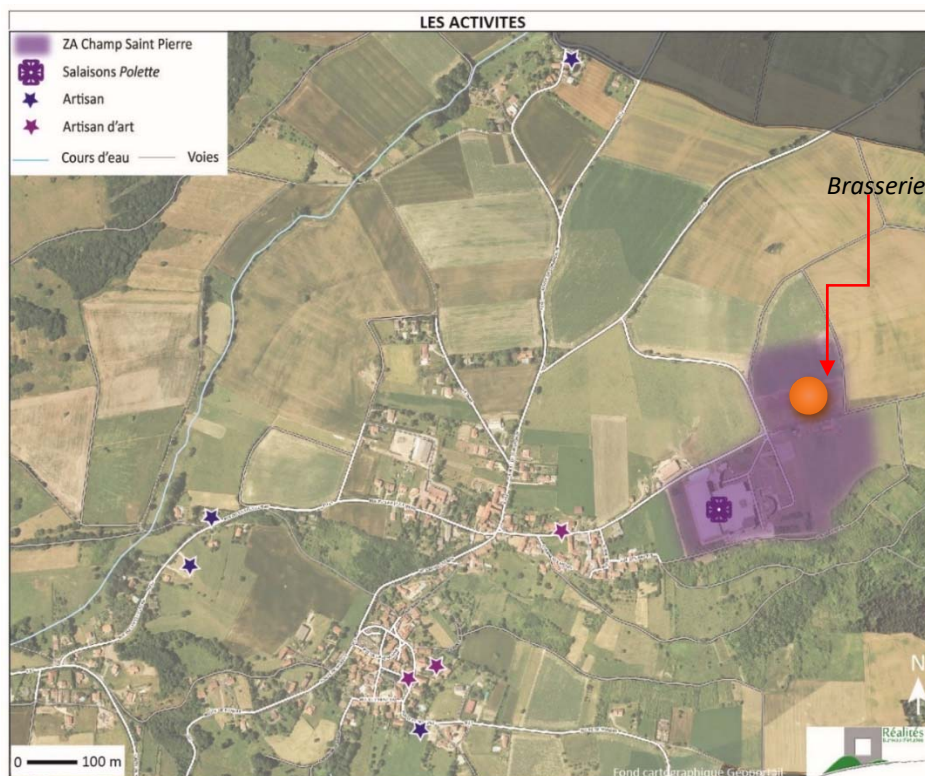 LES ACTIVITES
ZA Champ Saint Pierre
Salaisons Polette
Artisan
Artisan d'art
Cours d'eau
Voies
Brasserie
N
0 100 m
Réalités
Fond cartographique Géoportail